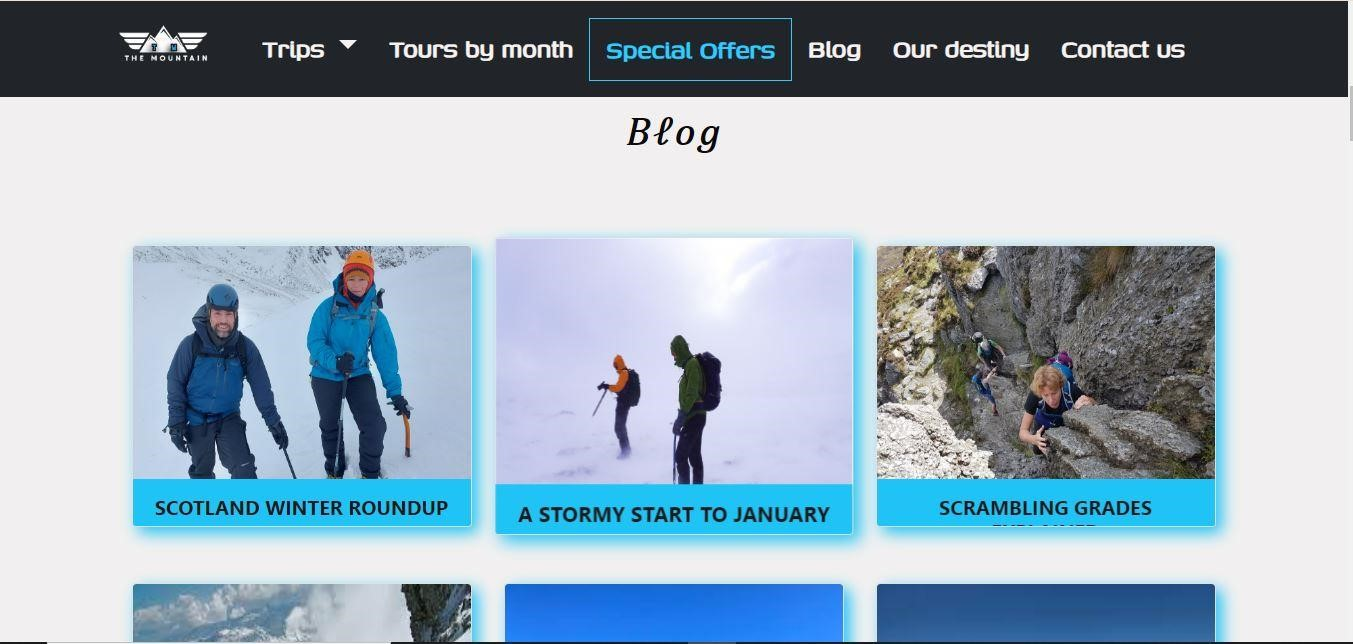 THE MOUNTAIN
Trips
Tours by month
Special Offers
Blog
Our destiny
Contact us
Blog
SCOTLAND WINTER ROUNDUP
A STORMY START TO JANUARY
SCRAMBLING GRADES